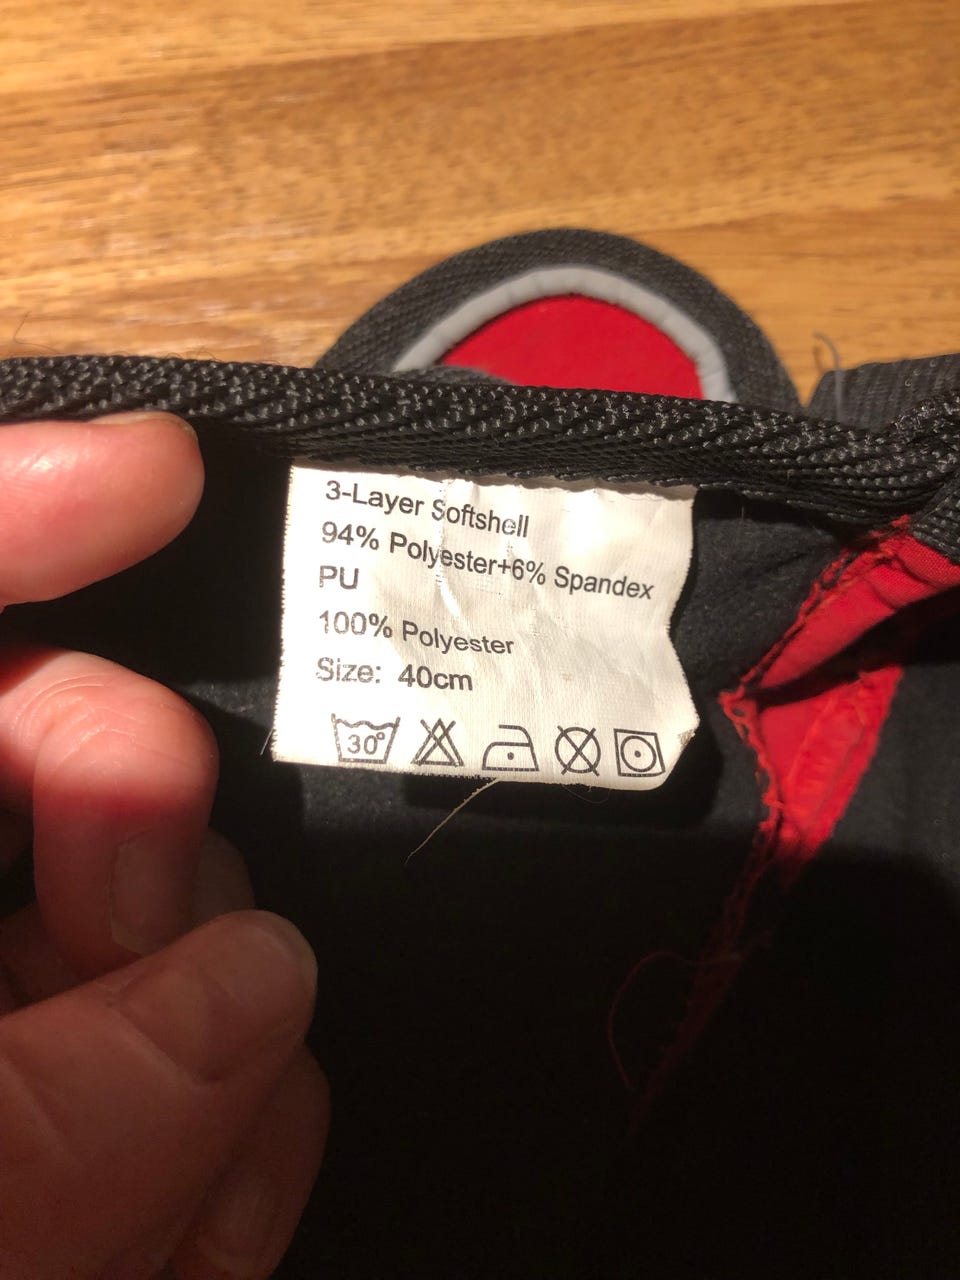 3-Layer Softshell
94% Polyester+6% Spandex
PU
100% Polyester
Size: 40cm
30°